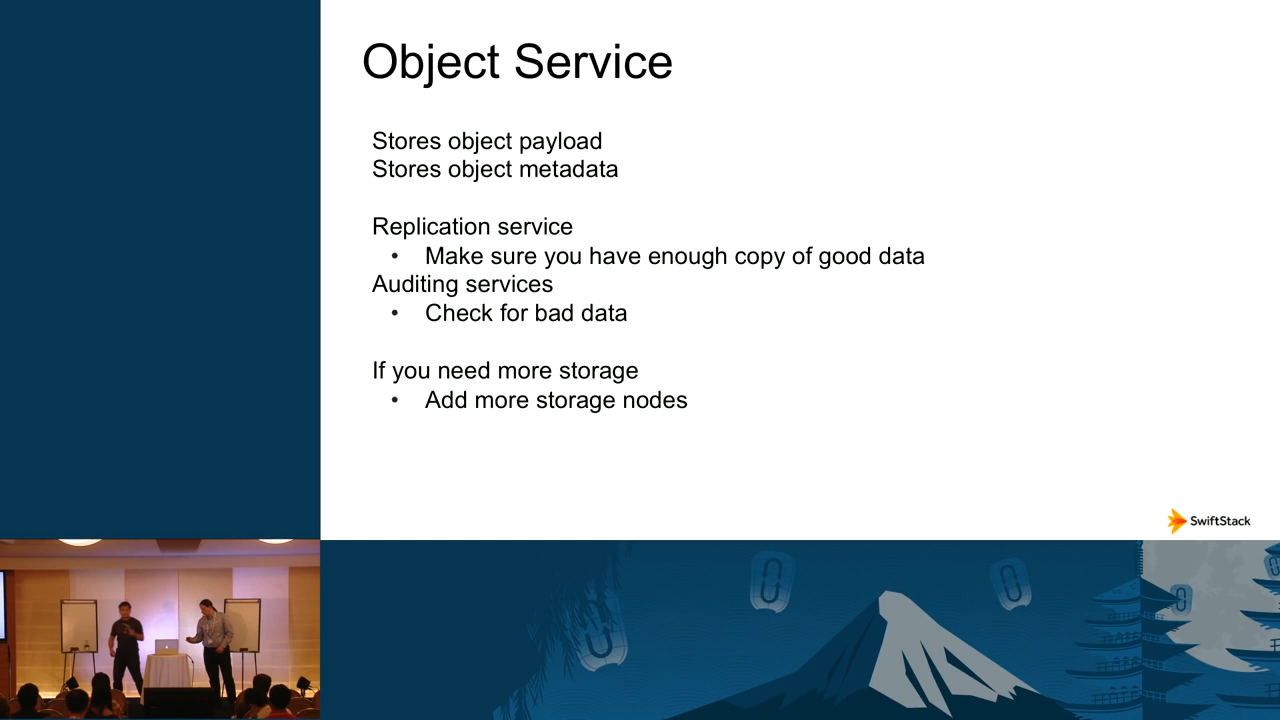 Object Service
Stores object payload
Stores object metadata
Replication service
• Make sure you have enough copy of good data
Auditing services
• Check for bad data
If you need more storage
• Add more storage nodes
SwiftStack